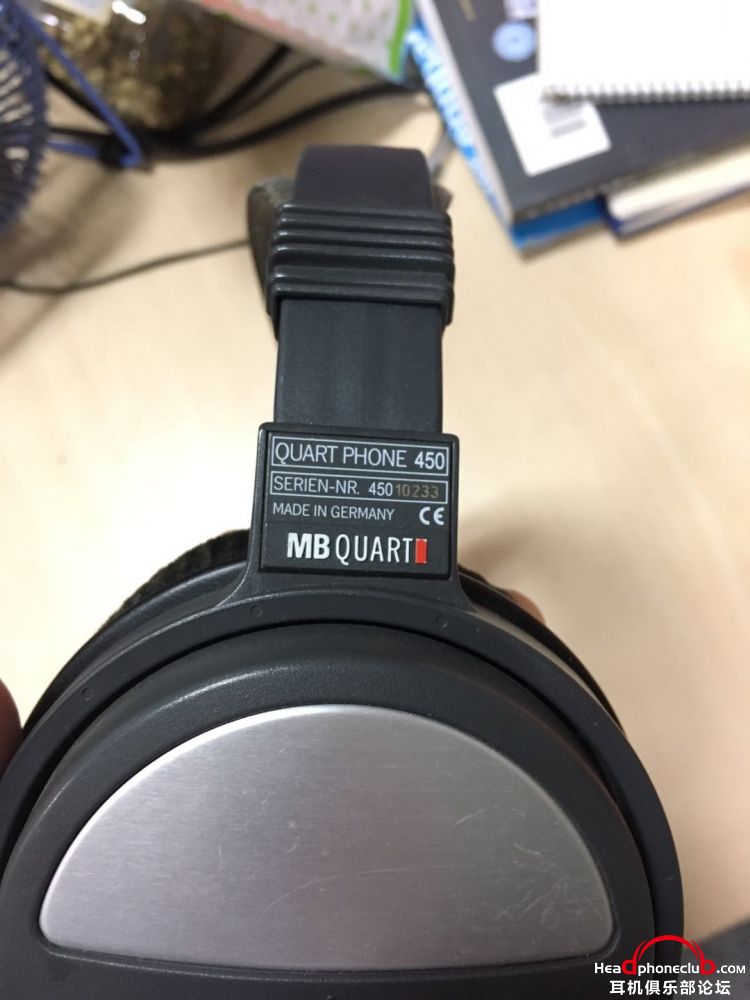 QUART PHONE 450
SERIEN-NR. 45010233
MADE IN GERMANY CE
MB QUART
HeadphoneclubD.COM
耳机俱乐部论坛